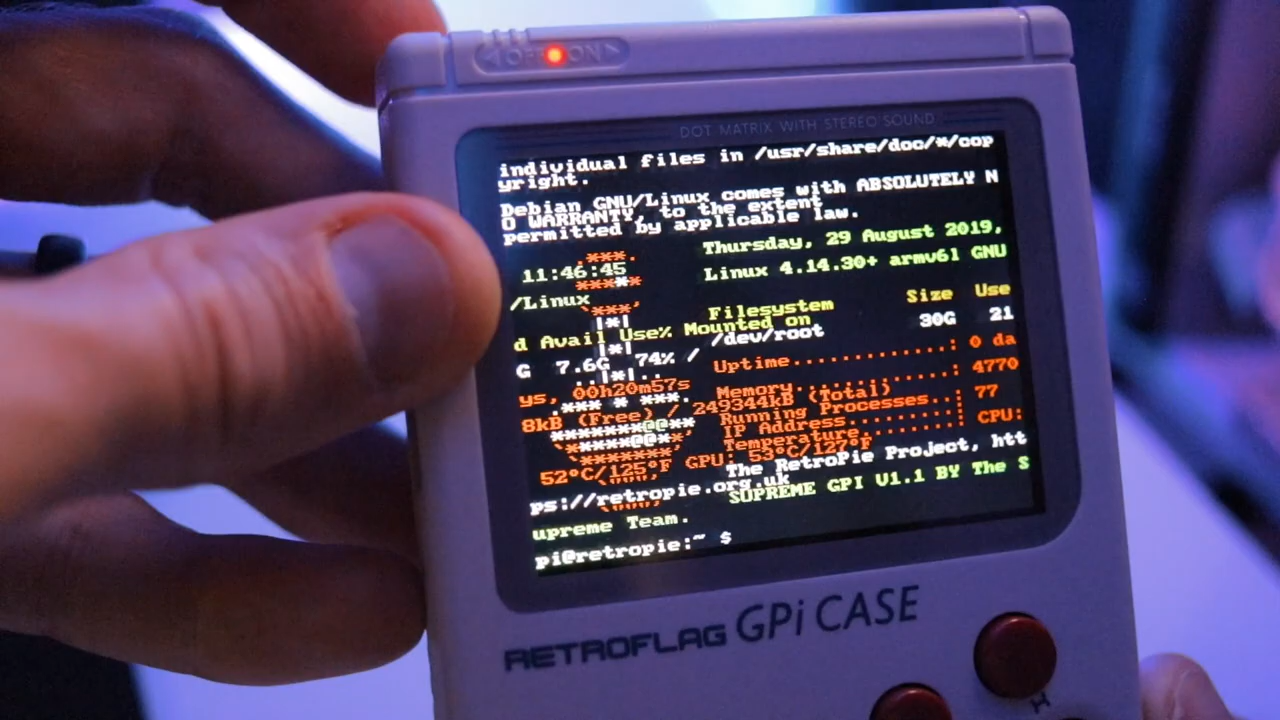 OFF ON
DOT MATRIX WITH STEREO SOUND
individual files in /usr/share/doc/*/cop
yright.
Debian GNU/Linux comes with ABSOLUTELY N
O WARRANTY, to the extent
permitted by applicable law.
.***. Thursday, 29 August 2019,
11:46:45
***** Linux 4.14.30+ armv6l GNU
/Linux
`***' Filesystem Size Use
|*|
d Avail Use% Mounted on
|*| /dev/root 30G 21
G 7.6G 74% /
..|*|.. Uptime..............: 0 da
ys, 00h20m57s
.*** * ***. Memory..............: 4770
8kB (Free) / 249344kB (Total)
*******@@** Running Processes..: 77
`*****@@*' IP Address.........:
`*******' Temperature........: CPU:
52°C/125°F GPU: 53°C/127°F
The RetroPie Project, htt
ps://retropie.org.uk
SUPREME GPI V1.1 BY The S
upreme Team.
pi@retropie:~ $
RETROFLAG GPi CASE
X